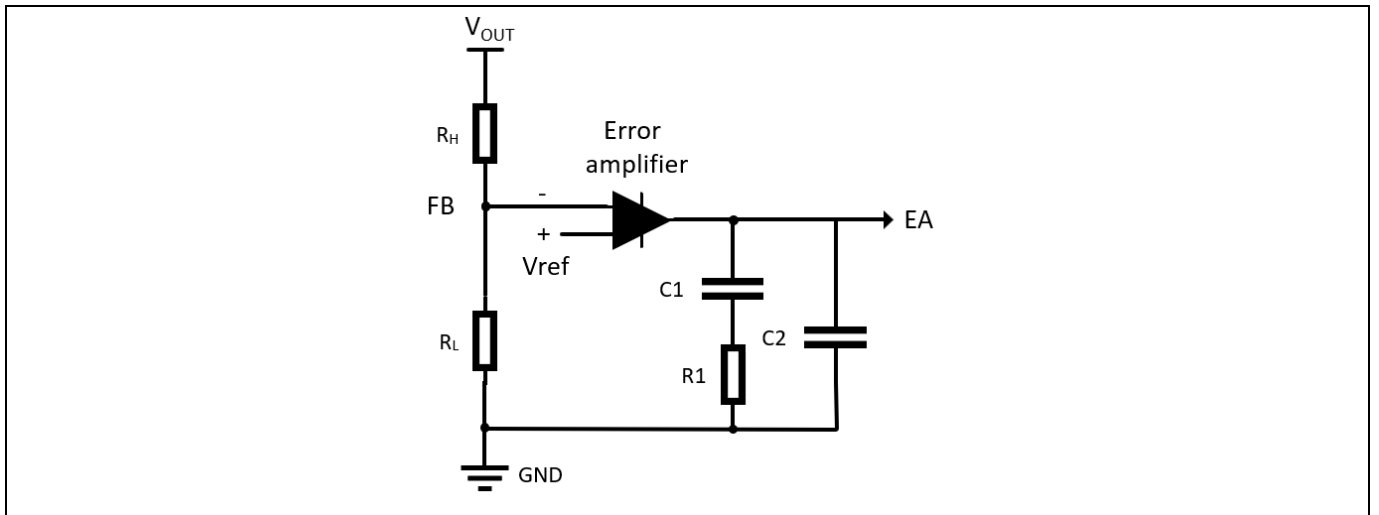 VOUT
RH
Error
amplifier
FB
-
+
Vref
EA
C1
RL
C2
R1
GND